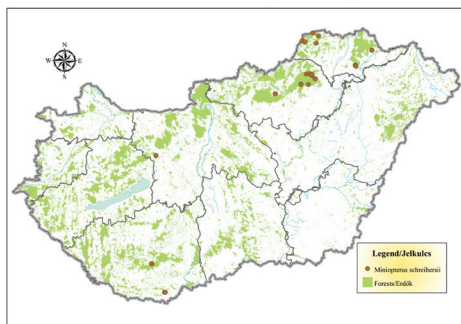 N
W E
S
Legend/Jelkulcs
Miniopterus schreibersii
Forests/Erdők